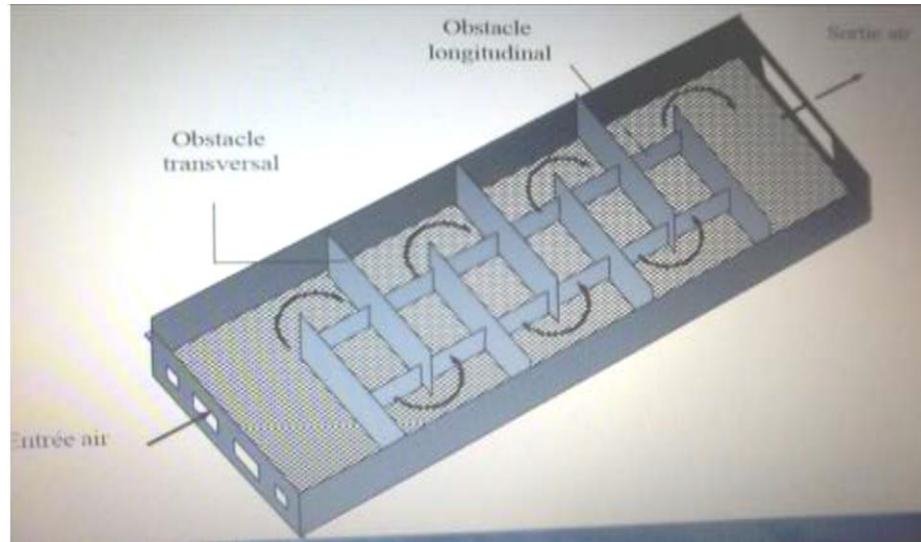 Obstacle
longitudinal
Sortie air
Obstacle
transversal
Entrée air